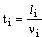 t_i = l_i / v_i